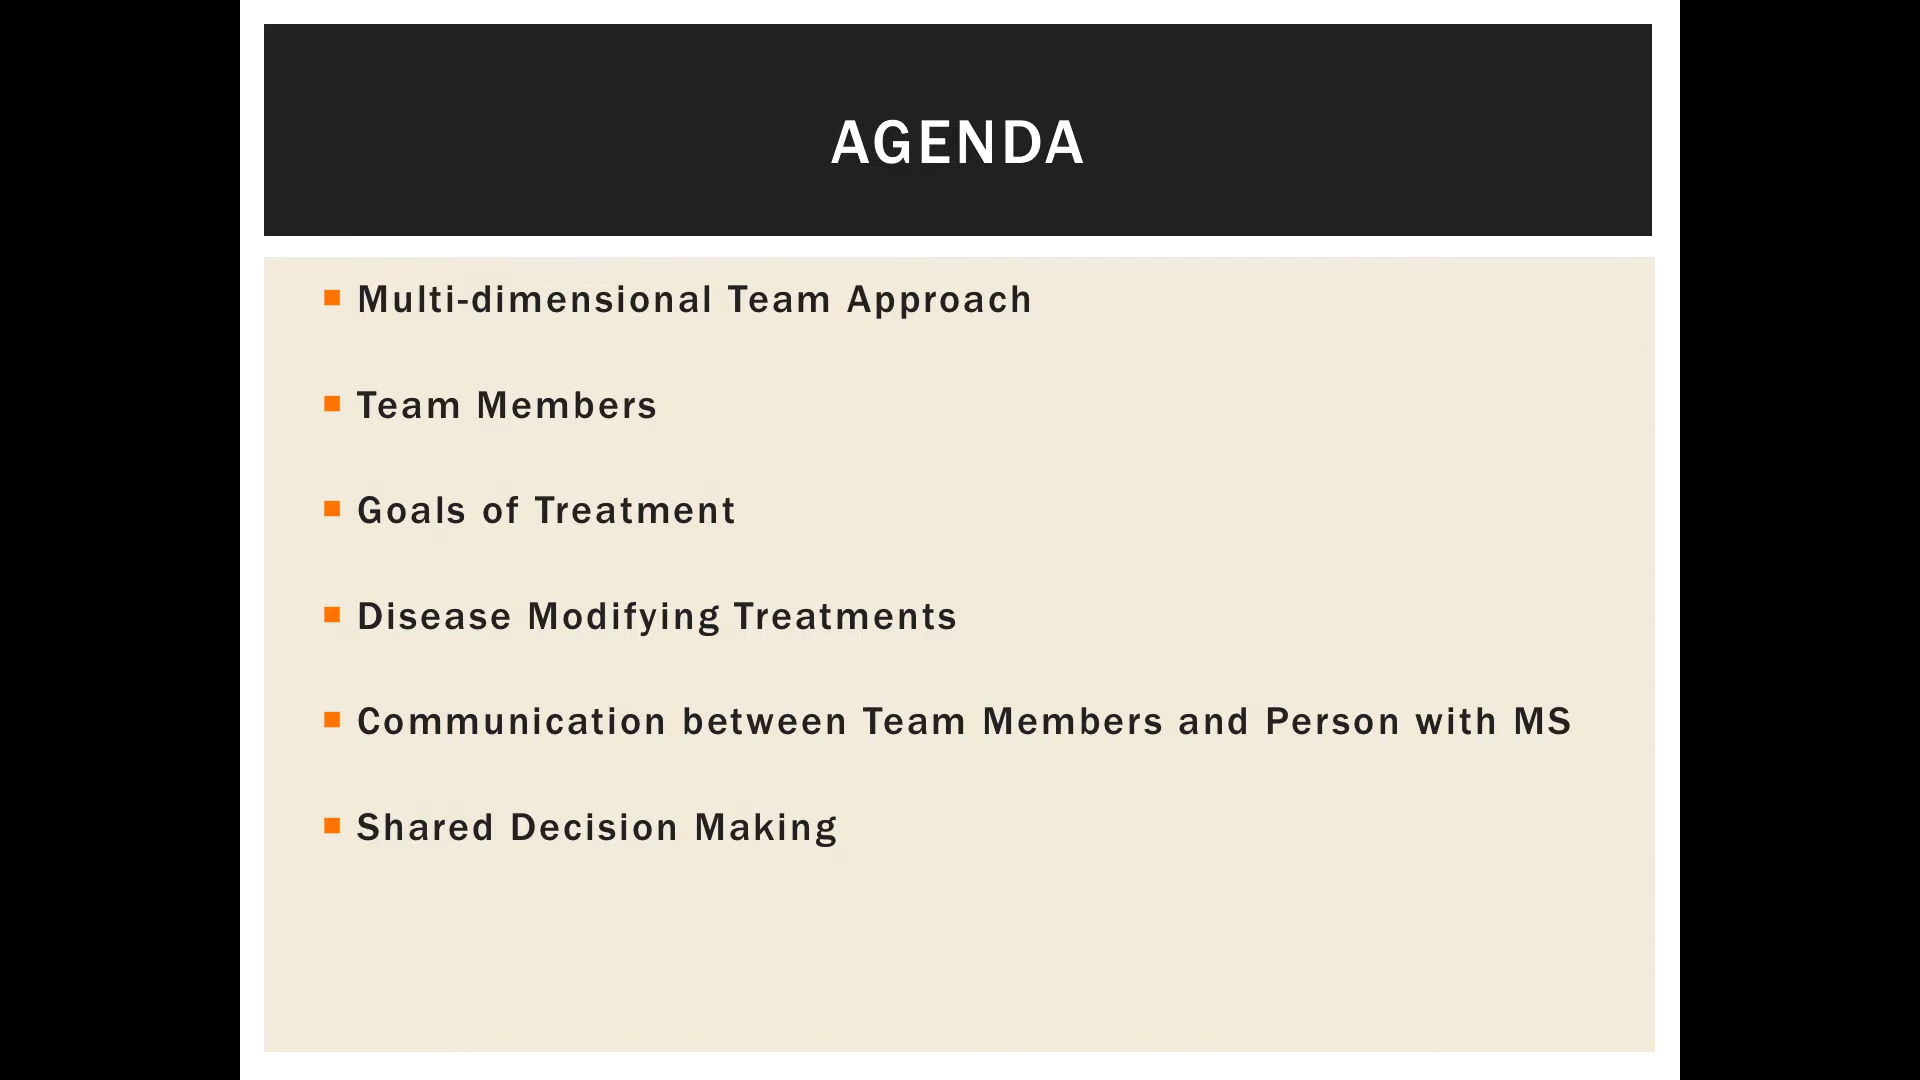 AGENDA
Multi-dimensional Team Approach
Team Members
Goals of Treatment
Disease Modifying Treatments
Communication between Team Members and Person with MS
Shared Decision Making